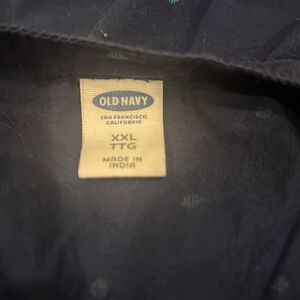 OLD NAVY
SAN FRANCISCO
CALIFORNIA
XXL
TTG
MADE IN
INDIA